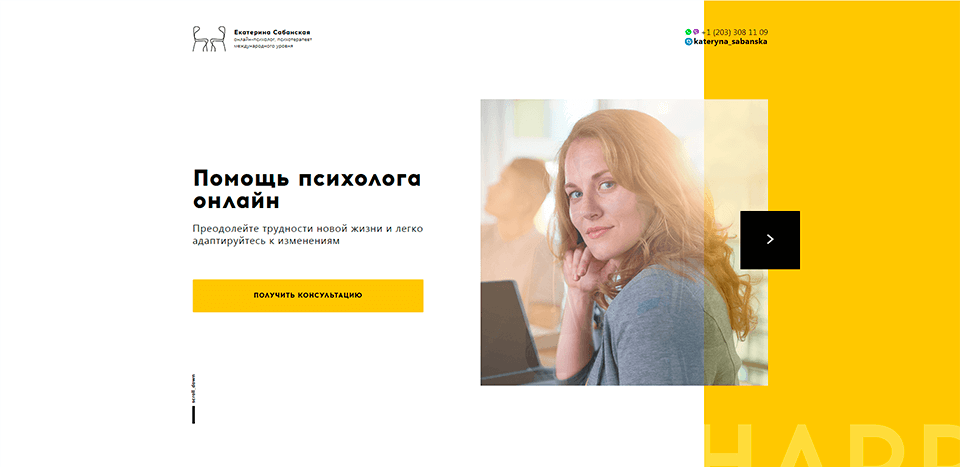 Екатерина Сабанская
онлайн-психолог, психотерапевт
международного уровня
+1 (203) 308 11 09
kateryna_sabanska
Помощь психолога
онлайн
Преодолейте трудности новой жизни и легко
адаптируйтесь к изменениям
ПОЛУЧИТЬ КОНСУЛЬТАЦИЮ
scroll down
HAPP